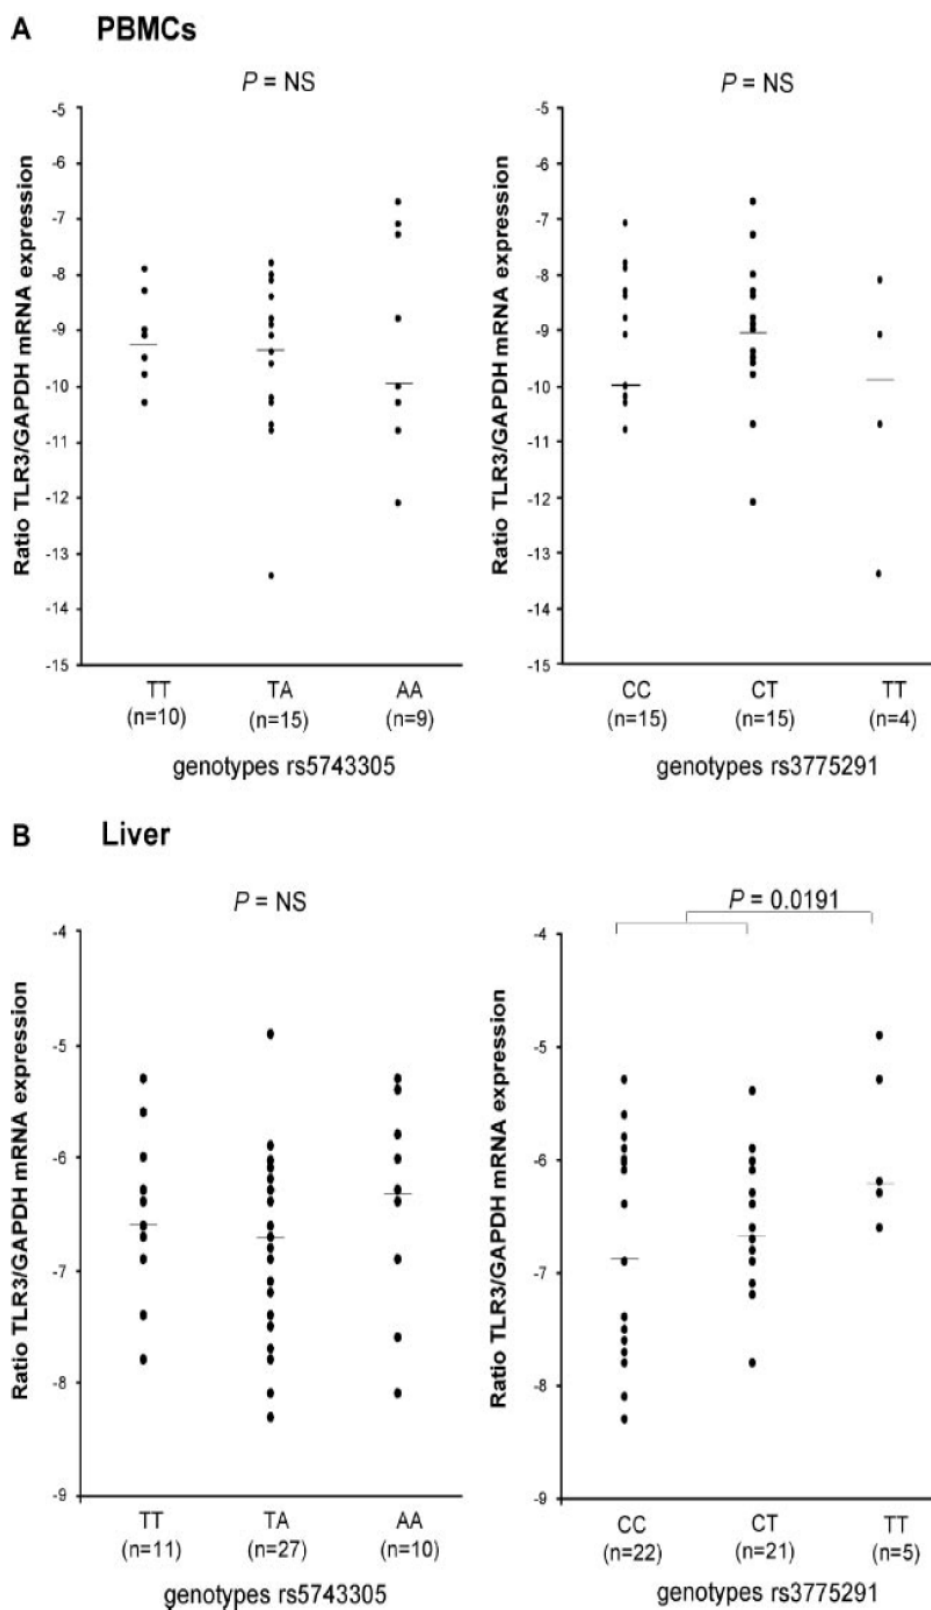 A PBMCs
P = NS
Ratio TLR3/GAPDH mRNA expression
-5
-6
-7
-8
-9
-10
-11
-12
-13
-14
-15
TT TA AA
(n=10) (n=15) (n=9)
genotypes rs5743305
P = NS
Ratio TLR3/GAPDH mRNA expression
-5
-6
-7
-8
-9
-10
-11
-12
-13
-14
-15
CC CT TT
(n=15) (n=15) (n=4)
genotypes rs3775291
B Liver
P = NS
Ratio TLR3/GAPDH mRNA expression
-4
-5
-6
-7
-8
-9
TT TA AA
(n=11) (n=27) (n=10)
genotypes rs5743305
P = 0.0191
Ratio TLR3/GAPDH mRNA expression
-4
-5
-6
-7
-8
-9
CC CT TT
(n=22) (n=21) (n=5)
genotypes rs3775291